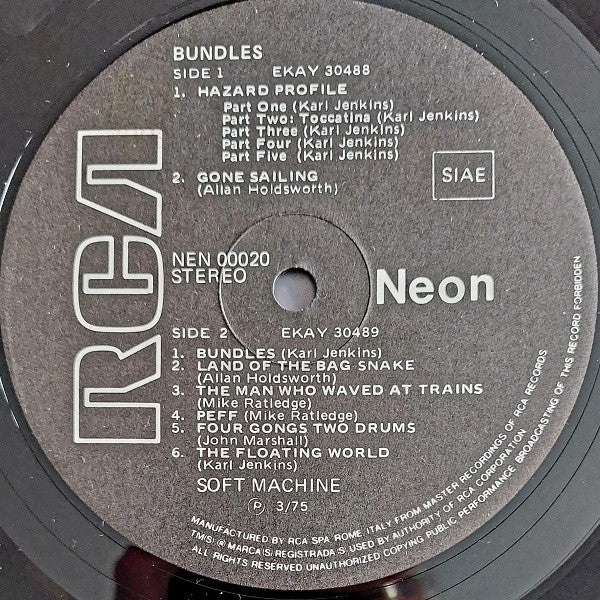 BUNDLES
SIDE 1 EKAY 30488
1. HAZARD PROFILE
Part One (Karl Jenkins)
Part Two: Toccatina (Karl Jenkins)
Part Three (Karl Jenkins)
Part Four (Karl Jenkins)
Part Five (Karl Jenkins)
2. GONE SAILING
(Allan Holdsworth)
SIAE
RCA
NEN 00020
STEREO
Neon
SIDE 2 EKAY 30489
1. BUNDLES (Karl Jenkins)
2. LAND OF THE BAG SNAKE
(Allan Holdsworth)
3. THE MAN WHO WAVED AT TRAINS
(Mike Ratledge)
4. PEFF (Mike Ratledge)
5. FOUR GONGS TWO DRUMS
(John Marshall)
6. THE FLOATING WORLD
(Karl Jenkins)
SOFT MACHINE
Ⓟ 3/75
MANUFACTURED BY RCA SPA, ROME, ITALY FROM MASTER RECORDINGS OF RCA RECORDS
TM(S) ® MARCA(S) REGISTRADA(S) USED BY AUTHORITY OF RCA CORPORATION
ALL RIGHTS RESERVED UNAUTHORIZED COPYING PUBLIC PERFORMANCE BROADCASTING OF THIS RECORD FORBIDDEN